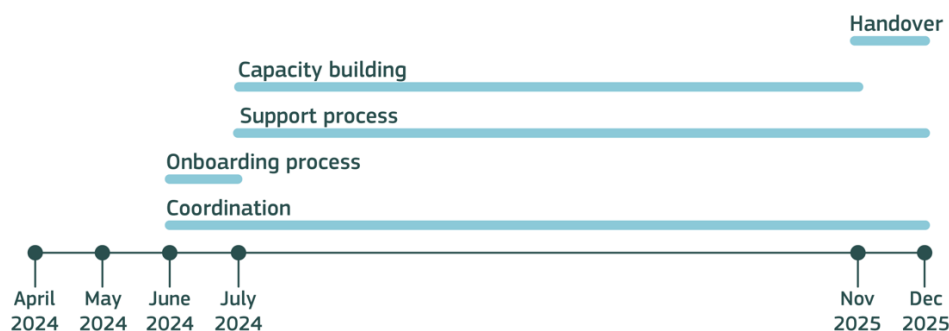 Handover
Capacity building
Support process
Onboarding process
Coordination
April May June July Nov Dec
2024 2024 2024 2024 2025 2025